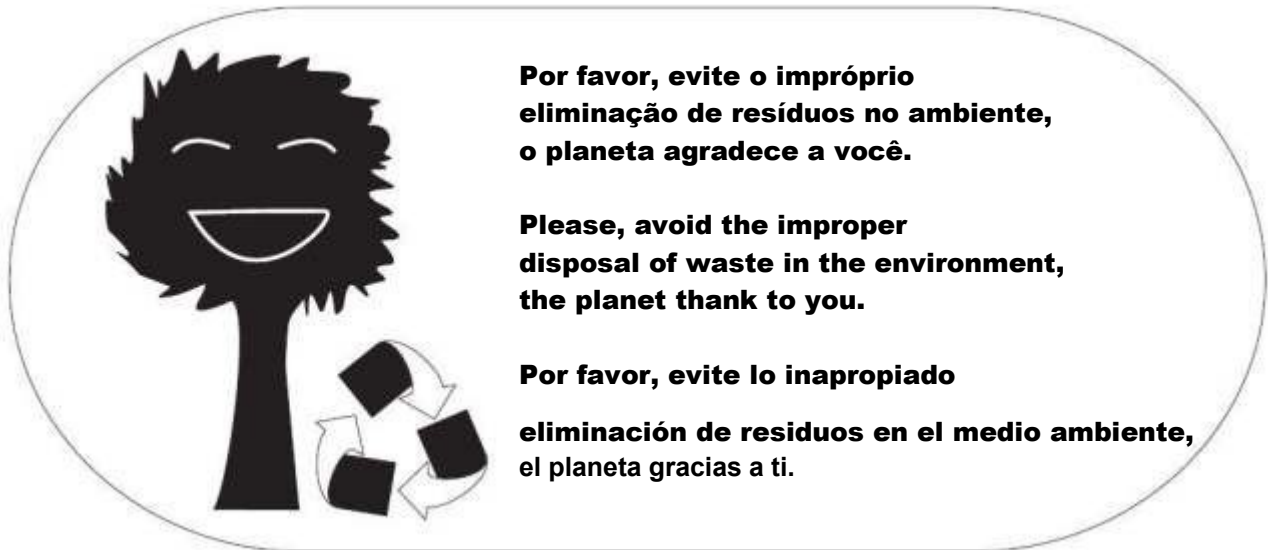 Por favor, evite o impróprio
eliminação de resíduos no ambiente,
o planeta agradece a você.
Please, avoid the improper
disposal of waste in the environment,
the planet thank to you.
Por favor, evite lo inapropiado
eliminación de residuos en el medio ambiente,
el planeta gracias a ti.